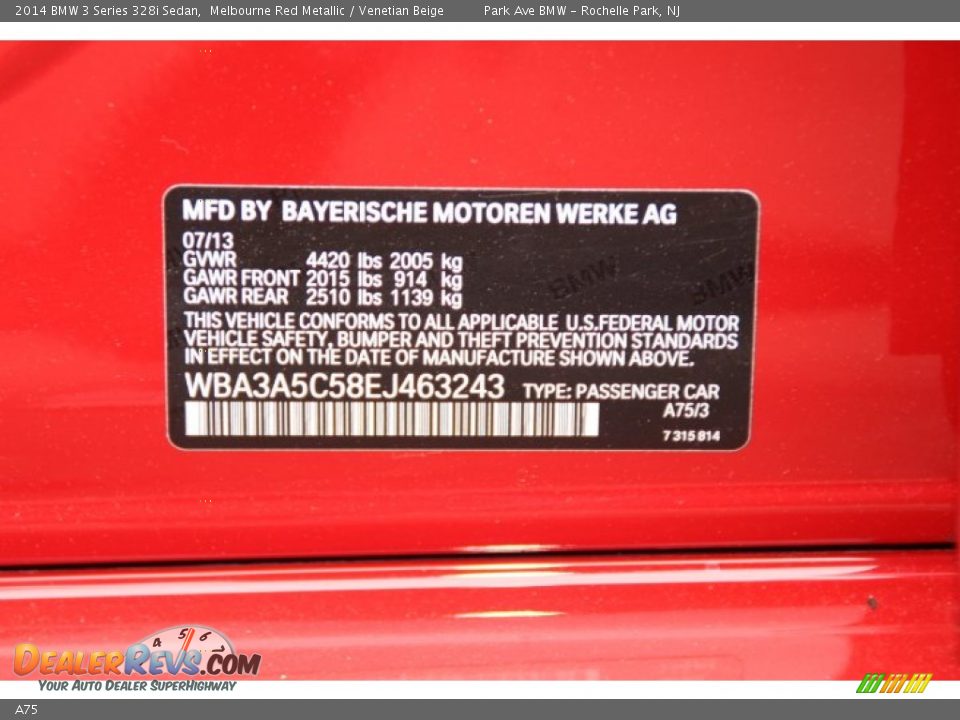 2014 BMW 3 Series 328i Sedan, Melbourne Red Metallic / Venetian Beige Park Ave BMW – Rochelle Park, NJ
MFD BY BAYERISCHE MOTOREN WERKE AG
07/13
GVWR 4420 lbs 2005 kg
GAWR FRONT 2015 lbs 914 kg
GAWR REAR 2510 lbs 1139 kg
THIS VEHICLE CONFORMS TO ALL APPLICABLE U.S.FEDERAL MOTOR
VEHICLE SAFETY, BUMPER AND THEFT PREVENTION STANDARDS
IN EFFECT ON THE DATE OF MANUFACTURE SHOWN ABOVE.
WBA3A5C58EJ463243 TYPE: PASSENGER CAR
A75/3
7 315 814
4 5 6
DEALERREVS.COM
YOUR AUTO DEALER SUPERHIGHWAY
A75